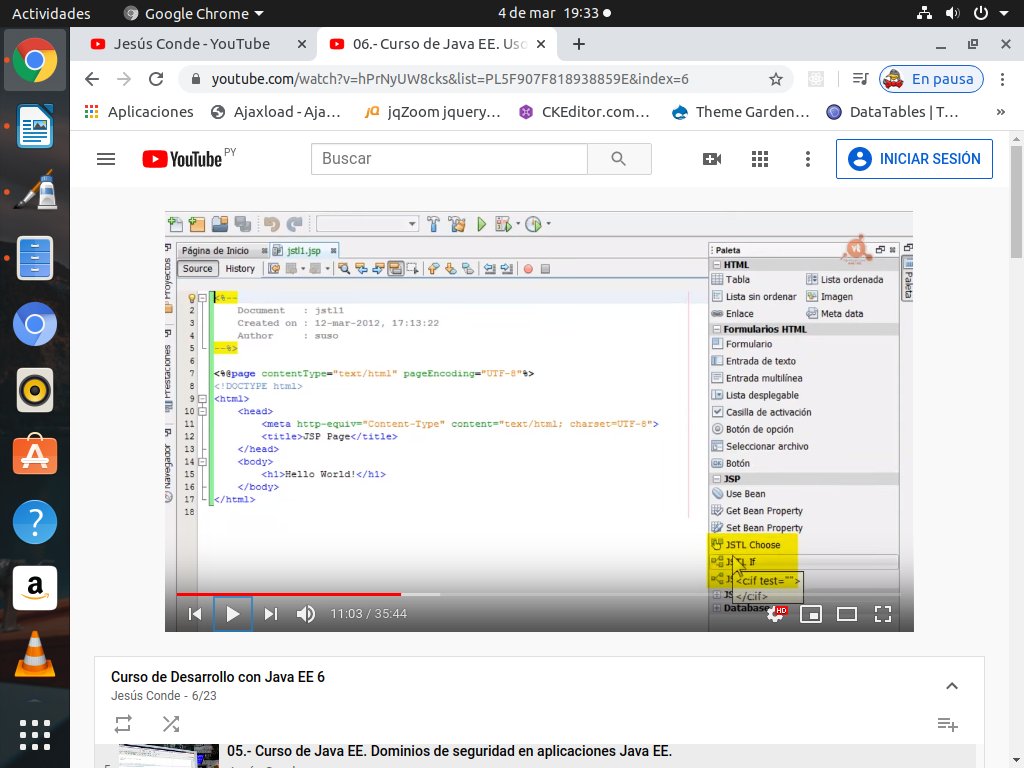 Actividades
Google Chrome
4 de mar 19:33
Jesús Conde - YouTube
06.- Curso de Java EE. Uso
youtube.com/watch?v=hPrNyUW8cks&list=PL5F907F818938859E&index=6
En pausa
Aplicaciones
Ajaxload - Aja...
jQ
jqZoom jquery...
CKEditor.com...
Theme Garden...
DataTables | T...
»
YouTube PY
Buscar
INICIAR SESIÓN
Página de Inicio
jstl1.jsp
Source
History
1 <%--
2 Document : jstl1
3 Created on : 12-mar-2012, 17:13:22
4 Author : suso
5 --%>
6
7 <%@page contentType="text/html" pageEncoding="UTF-8"%>
8 <!DOCTYPE html>
9 <html>
10 <head>
11 <meta http-equiv="Content-Type" content="text/html; charset=UTF-8">
12 <title>JSP Page</title>
13 </head>
14 <body>
15 <h1>Hello World!</h1>
16 </body>
17 </html>
18
Proyectos
Prestaciones
Navegador
Paleta
Paleta
HTML
Tabla
Lista ordenada
Lista sin ordenar
Imagen
Enlace
Meta data
Formularios HTML
Formulario
Entrada de texto
Entrada multilínea
Lista desplegable
Casilla de activación
Botón de opción
Seleccionar archivo
Botón
JSP
Use Bean
Get Bean Property
Set Bean Property
JSTL Choose
JSTL If
<c:if test="">
</c:if>
Database
11:03 / 35:44
HD
Curso de Desarrollo con Java EE 6
Jesús Conde - 6/23
05.- Curso de Java EE. Dominios de seguridad en aplicaciones Java EE.